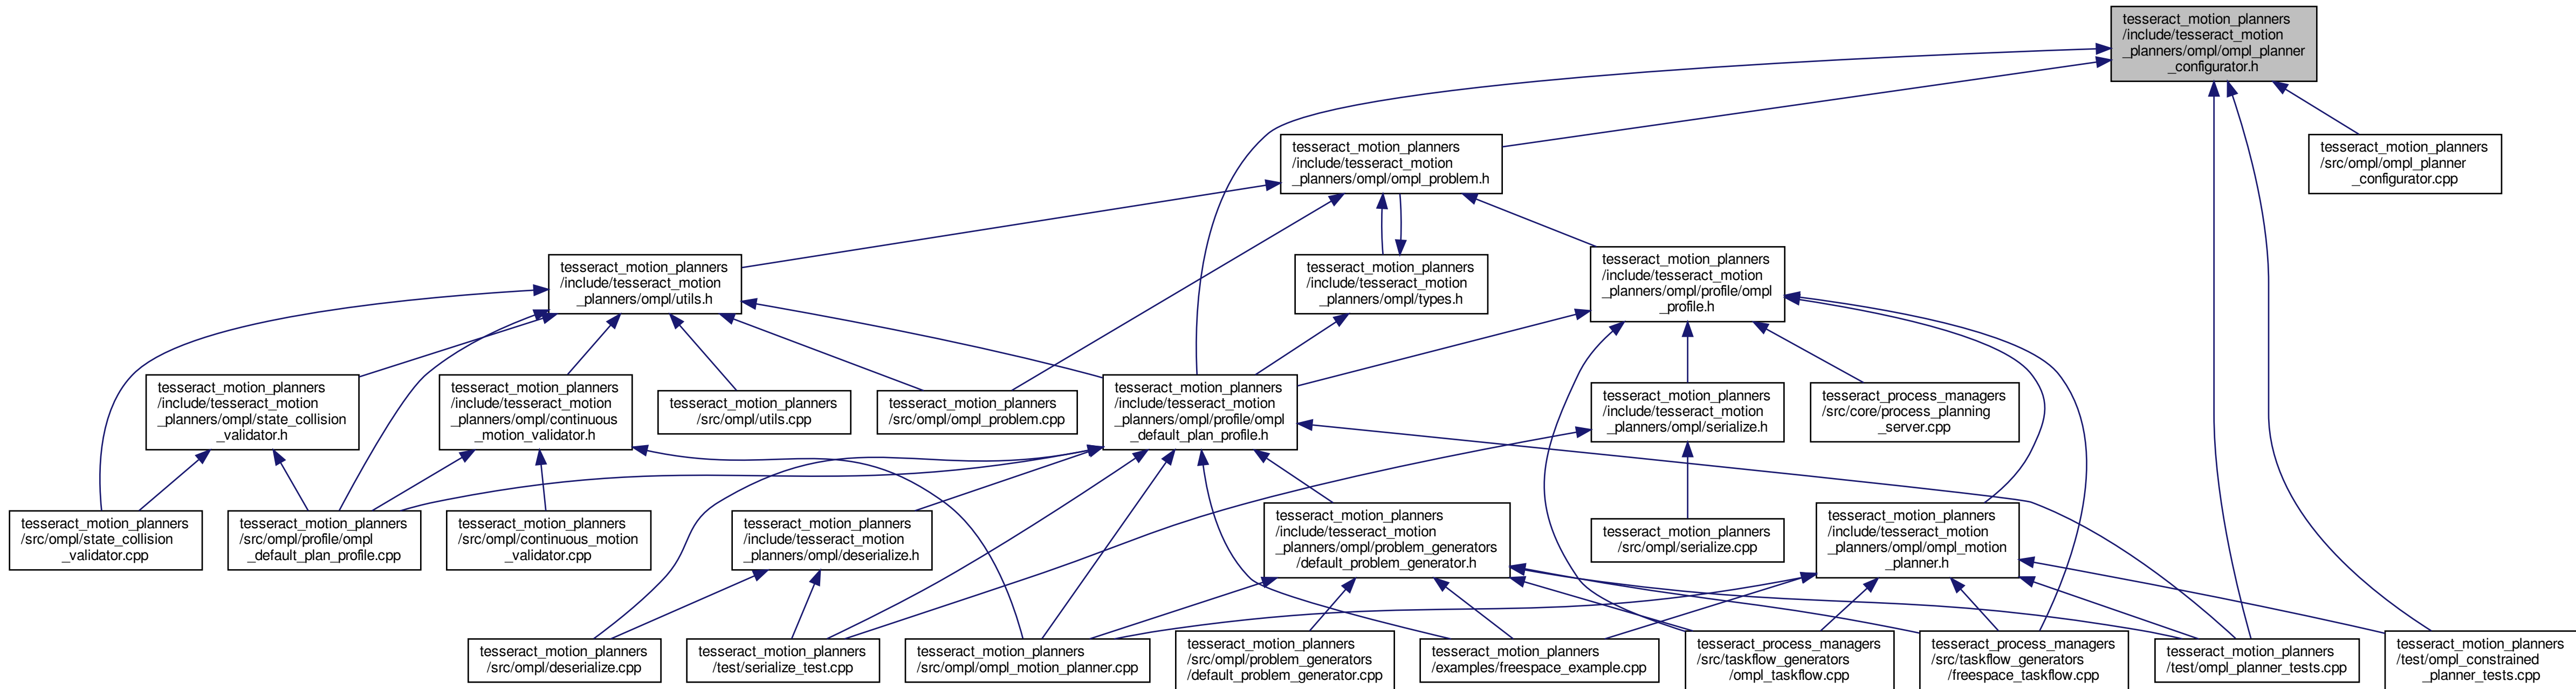 tesseract_motion_planners
/include/tesseract_motion
_planners/ompl/ompl_planner
_configurator.h
tesseract_motion_planners
/include/tesseract_motion
_planners/ompl/ompl_problem.h
tesseract_motion_planners
/src/ompl/ompl_planner
_configurator.cpp
tesseract_motion_planners
/include/tesseract_motion
_planners/ompl/utils.h
tesseract_motion_planners
/include/tesseract_motion
_planners/ompl/types.h
tesseract_motion_planners
/include/tesseract_motion
_planners/ompl/profile/ompl
_profile.h
tesseract_motion_planners
/include/tesseract_motion
_planners/ompl/state_collision
_validator.h
tesseract_motion_planners
/include/tesseract_motion
_planners/ompl/continuous
_motion_validator.h
tesseract_motion_planners
/src/ompl/utils.cpp
tesseract_motion_planners
/src/ompl/ompl_problem.cpp
tesseract_motion_planners
/include/tesseract_motion
_planners/ompl/profile/ompl
_default_plan_profile.h
tesseract_motion_planners
/include/tesseract_motion
_planners/ompl/serialize.h
tesseract_process_managers
/src/core/process_planning
_server.cpp
tesseract_motion_planners
/src/ompl/state_collision
_validator.cpp
tesseract_motion_planners
/src/ompl/profile/ompl
_default_plan_profile.cpp
tesseract_motion_planners
/src/ompl/continuous_motion
_validator.cpp
tesseract_motion_planners
/include/tesseract_motion
_planners/ompl/deserialize.h
tesseract_motion_planners
/include/tesseract_motion
_planners/ompl/problem_generators
/default_problem_generator.h
tesseract_motion_planners
/src/ompl/serialize.cpp
tesseract_motion_planners
/include/tesseract_motion
_planners/ompl/ompl_motion
_planner.h
tesseract_motion_planners
/src/ompl/deserialize.cpp
tesseract_motion_planners
/test/serialize_test.cpp
tesseract_motion_planners
/src/ompl/ompl_motion_planner.cpp
tesseract_motion_planners
/src/ompl/problem_generators
/default_problem_generator.cpp
tesseract_motion_planners
/examples/freespace_example.cpp
tesseract_process_managers
/src/taskflow_generators
/ompl_taskflow.cpp
tesseract_process_managers
/src/taskflow_generators
/freespace_taskflow.cpp
tesseract_motion_planners
/test/ompl_planner_tests.cpp
tesseract_motion_planners
/test/ompl_constrained
_planner_tests.cpp